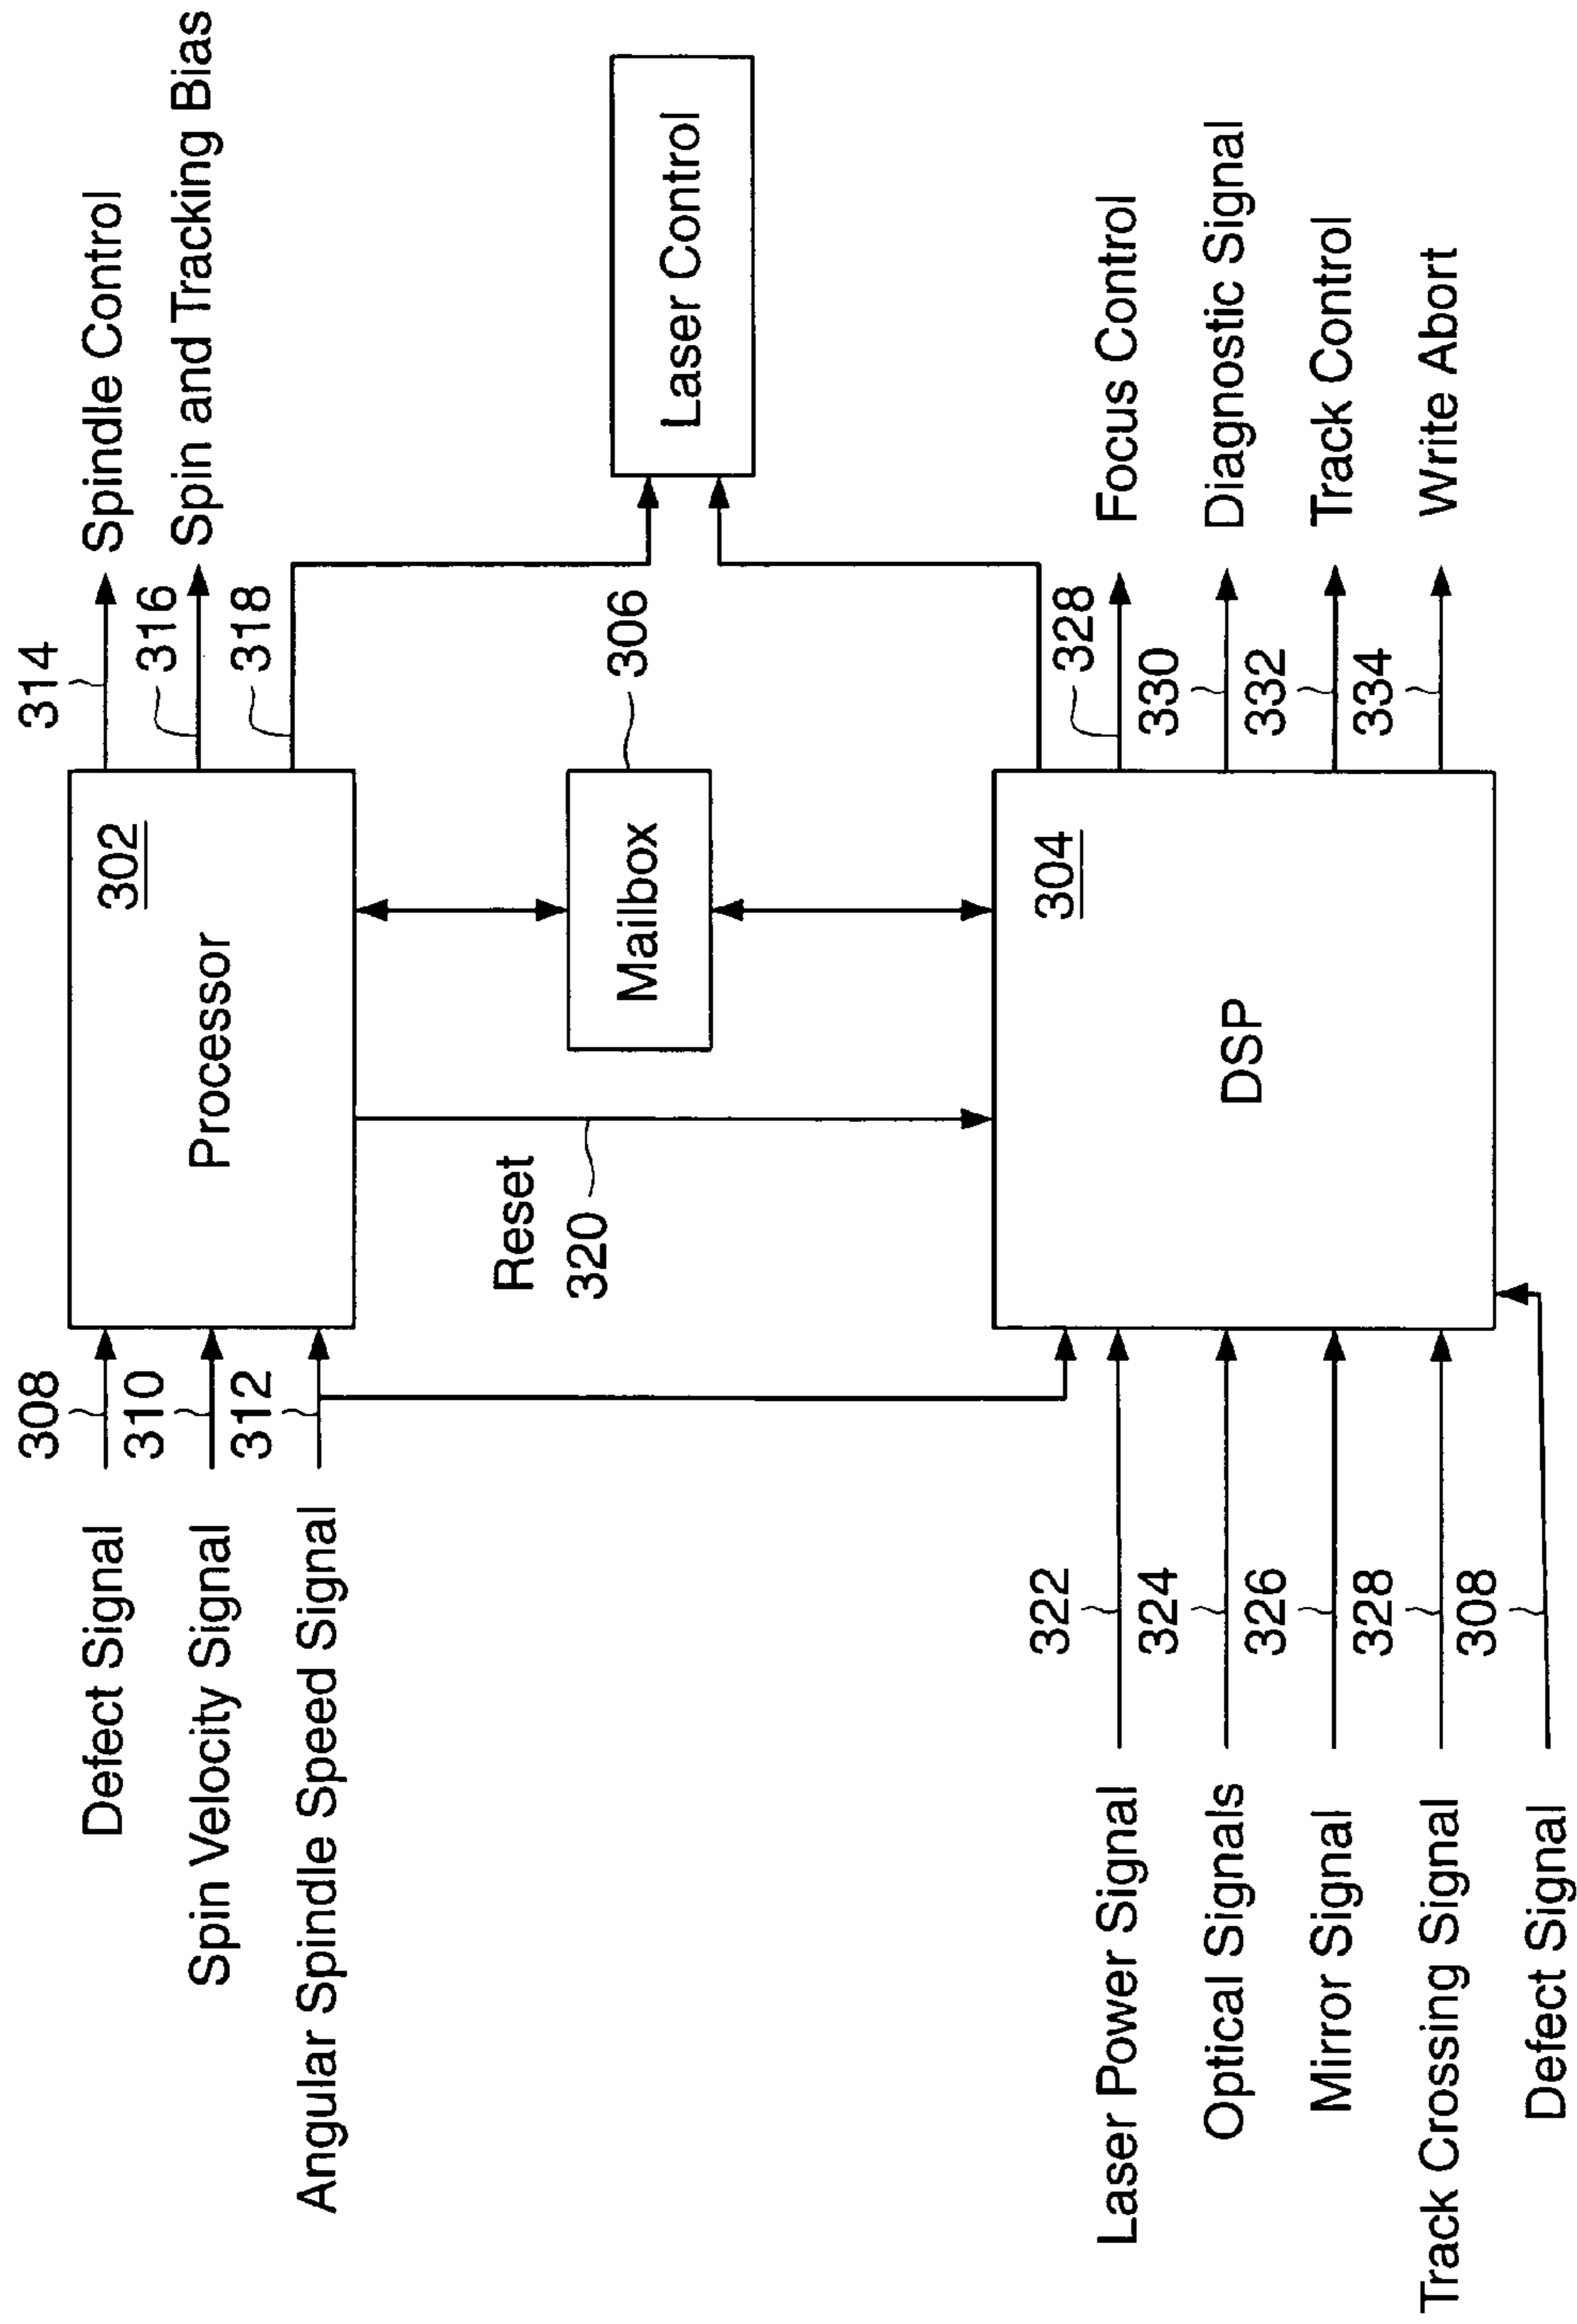 308
Defect Signal
310
Spin Velocity Signal
312
Angular Spindle Speed Signal
302
Processor
314
Spindle Control
316
Spin and Tracking Bias
318
Reset
320
Mailbox
306
Laser Control
322
Laser Power Signal
324
Optical Signals
326
Mirror Signal
328
Track Crossing Signal
308
Defect Signal
304
DSP
328
Focus Control
330
Diagnostic Signal
332
Track Control
334
Write Abort